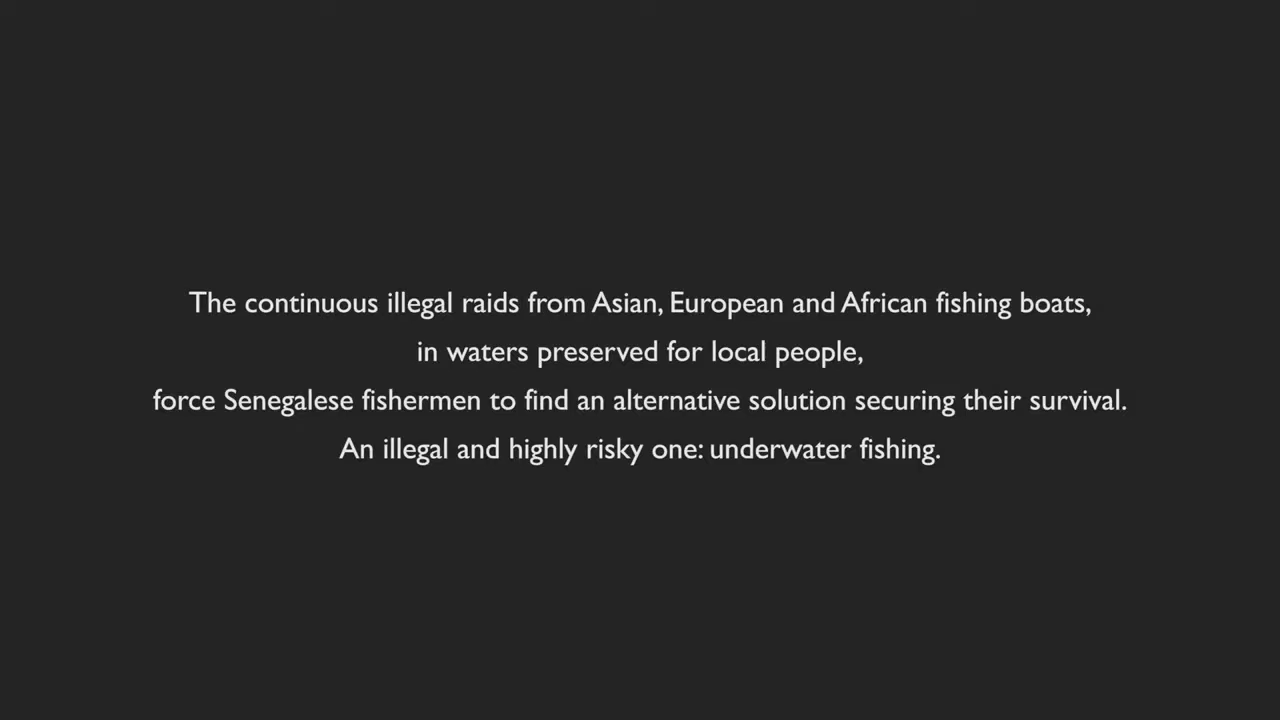 The continuous illegal raids from Asian, European and African fishing boats,
in waters preserved for local people,
force Senegalese fishermen to find an alternative solution securing their survival.
An illegal and highly risky one: underwater fishing.